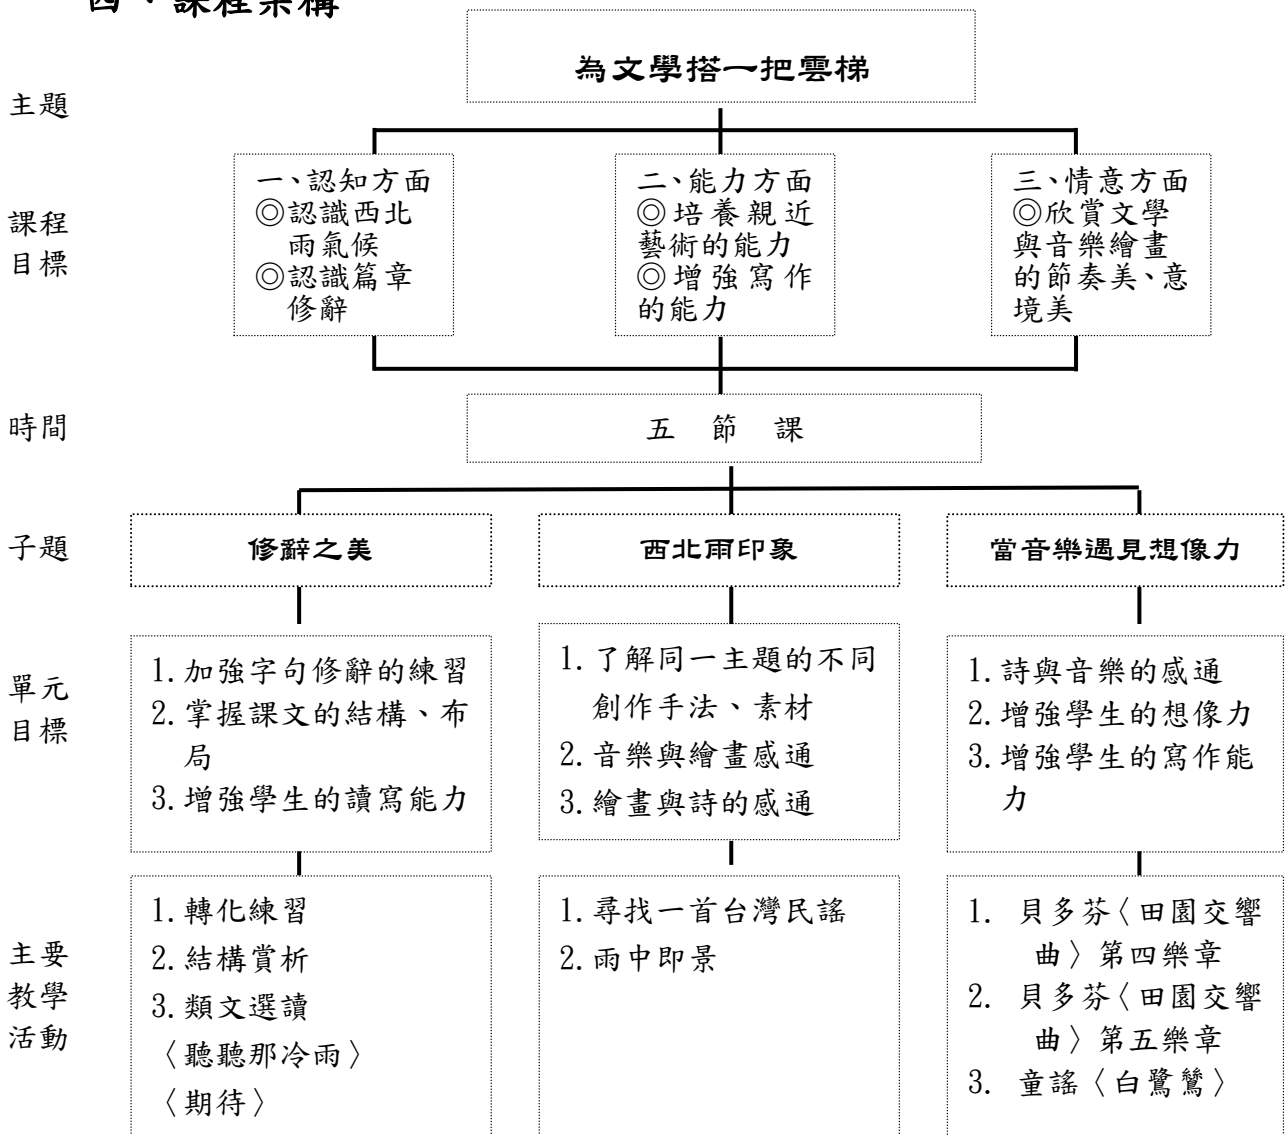 四、課程架構
為文學搭一把雲梯
主題
課程
目標
一、認知方面
◎認識西北
雨氣候
◎認識篇章
修辭
二、能力方面
◎培養親近
藝術的能力
◎增強寫作
的能力
三、情意方面
◎欣賞文學
與音樂繪畫
的節奏美、意
境美
時間
五 節 課
子題
修辭之美
西北雨印象
當音樂遇見想像力
單元
目標
1.加強字句修辭的練習
2.掌握課文的結構、布
局
3.增強學生的讀寫能力
1.了解同一主題的不同
創作手法、素材
2.音樂與繪畫感通
3.繪畫與詩的感通
1.詩與音樂的感通
2.增強學生的想像力
3.增強學生的寫作能
力
主要
教學
活動
1.轉化練習
2.結構賞析
3.類文選讀
〈聽聽那冷雨〉
〈期待〉
1.尋找一首台灣民謠
2.雨中即景
1. 貝多芬〈田園交響
曲〉第四樂章
2. 貝多芬〈田園交響
曲〉第五樂章
3. 童謠〈白鷺鷥〉